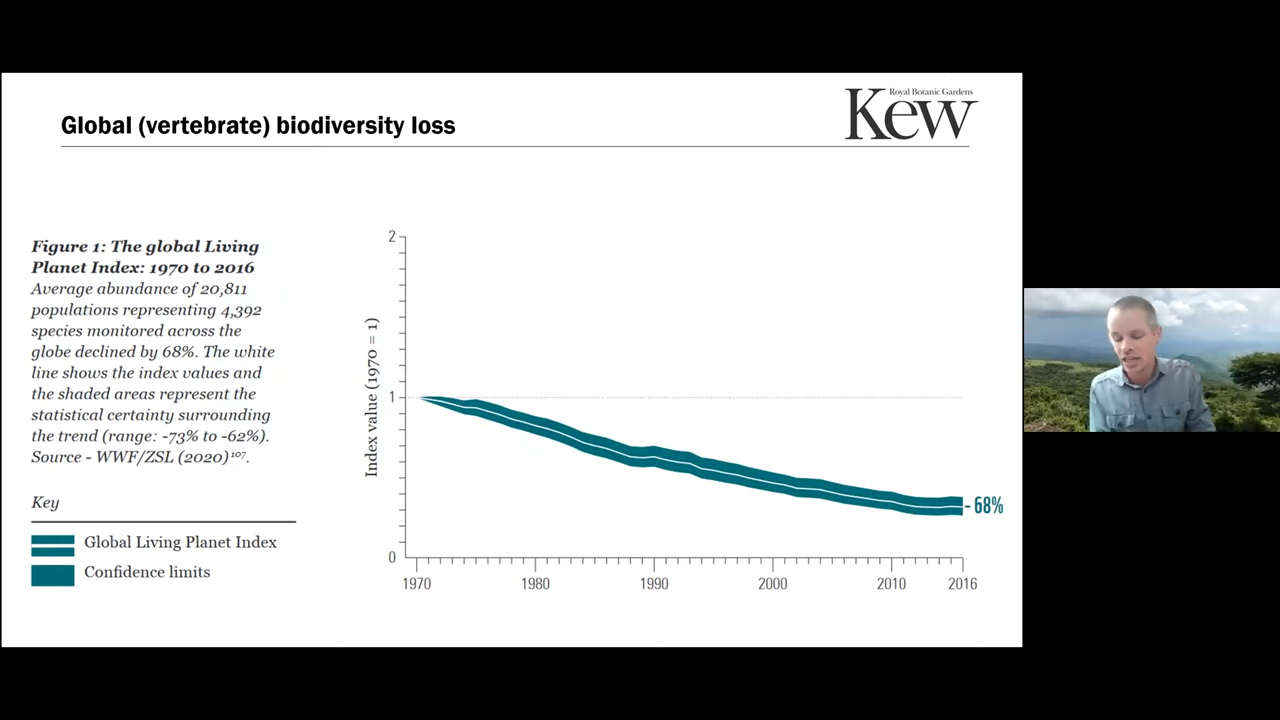 Royal Botanic Gardens
Kew
Global (vertebrate) biodiversity loss
Figure 1: The global Living
Planet Index: 1970 to 2016
Average abundance of 20,811
populations representing 4,392
species monitored across the
globe declined by 68%. The white
line shows the index values and
the shaded areas represent the
statistical certainty surrounding
the trend (range: -73% to -62%).
Source - WWF/ZSL (2020)¹⁰⁷.
Key
Global Living Planet Index
Confidence limits
Index value (1970 = 1)
2
1
0
- 68%
1970 1980 1990 2000 2010 2016